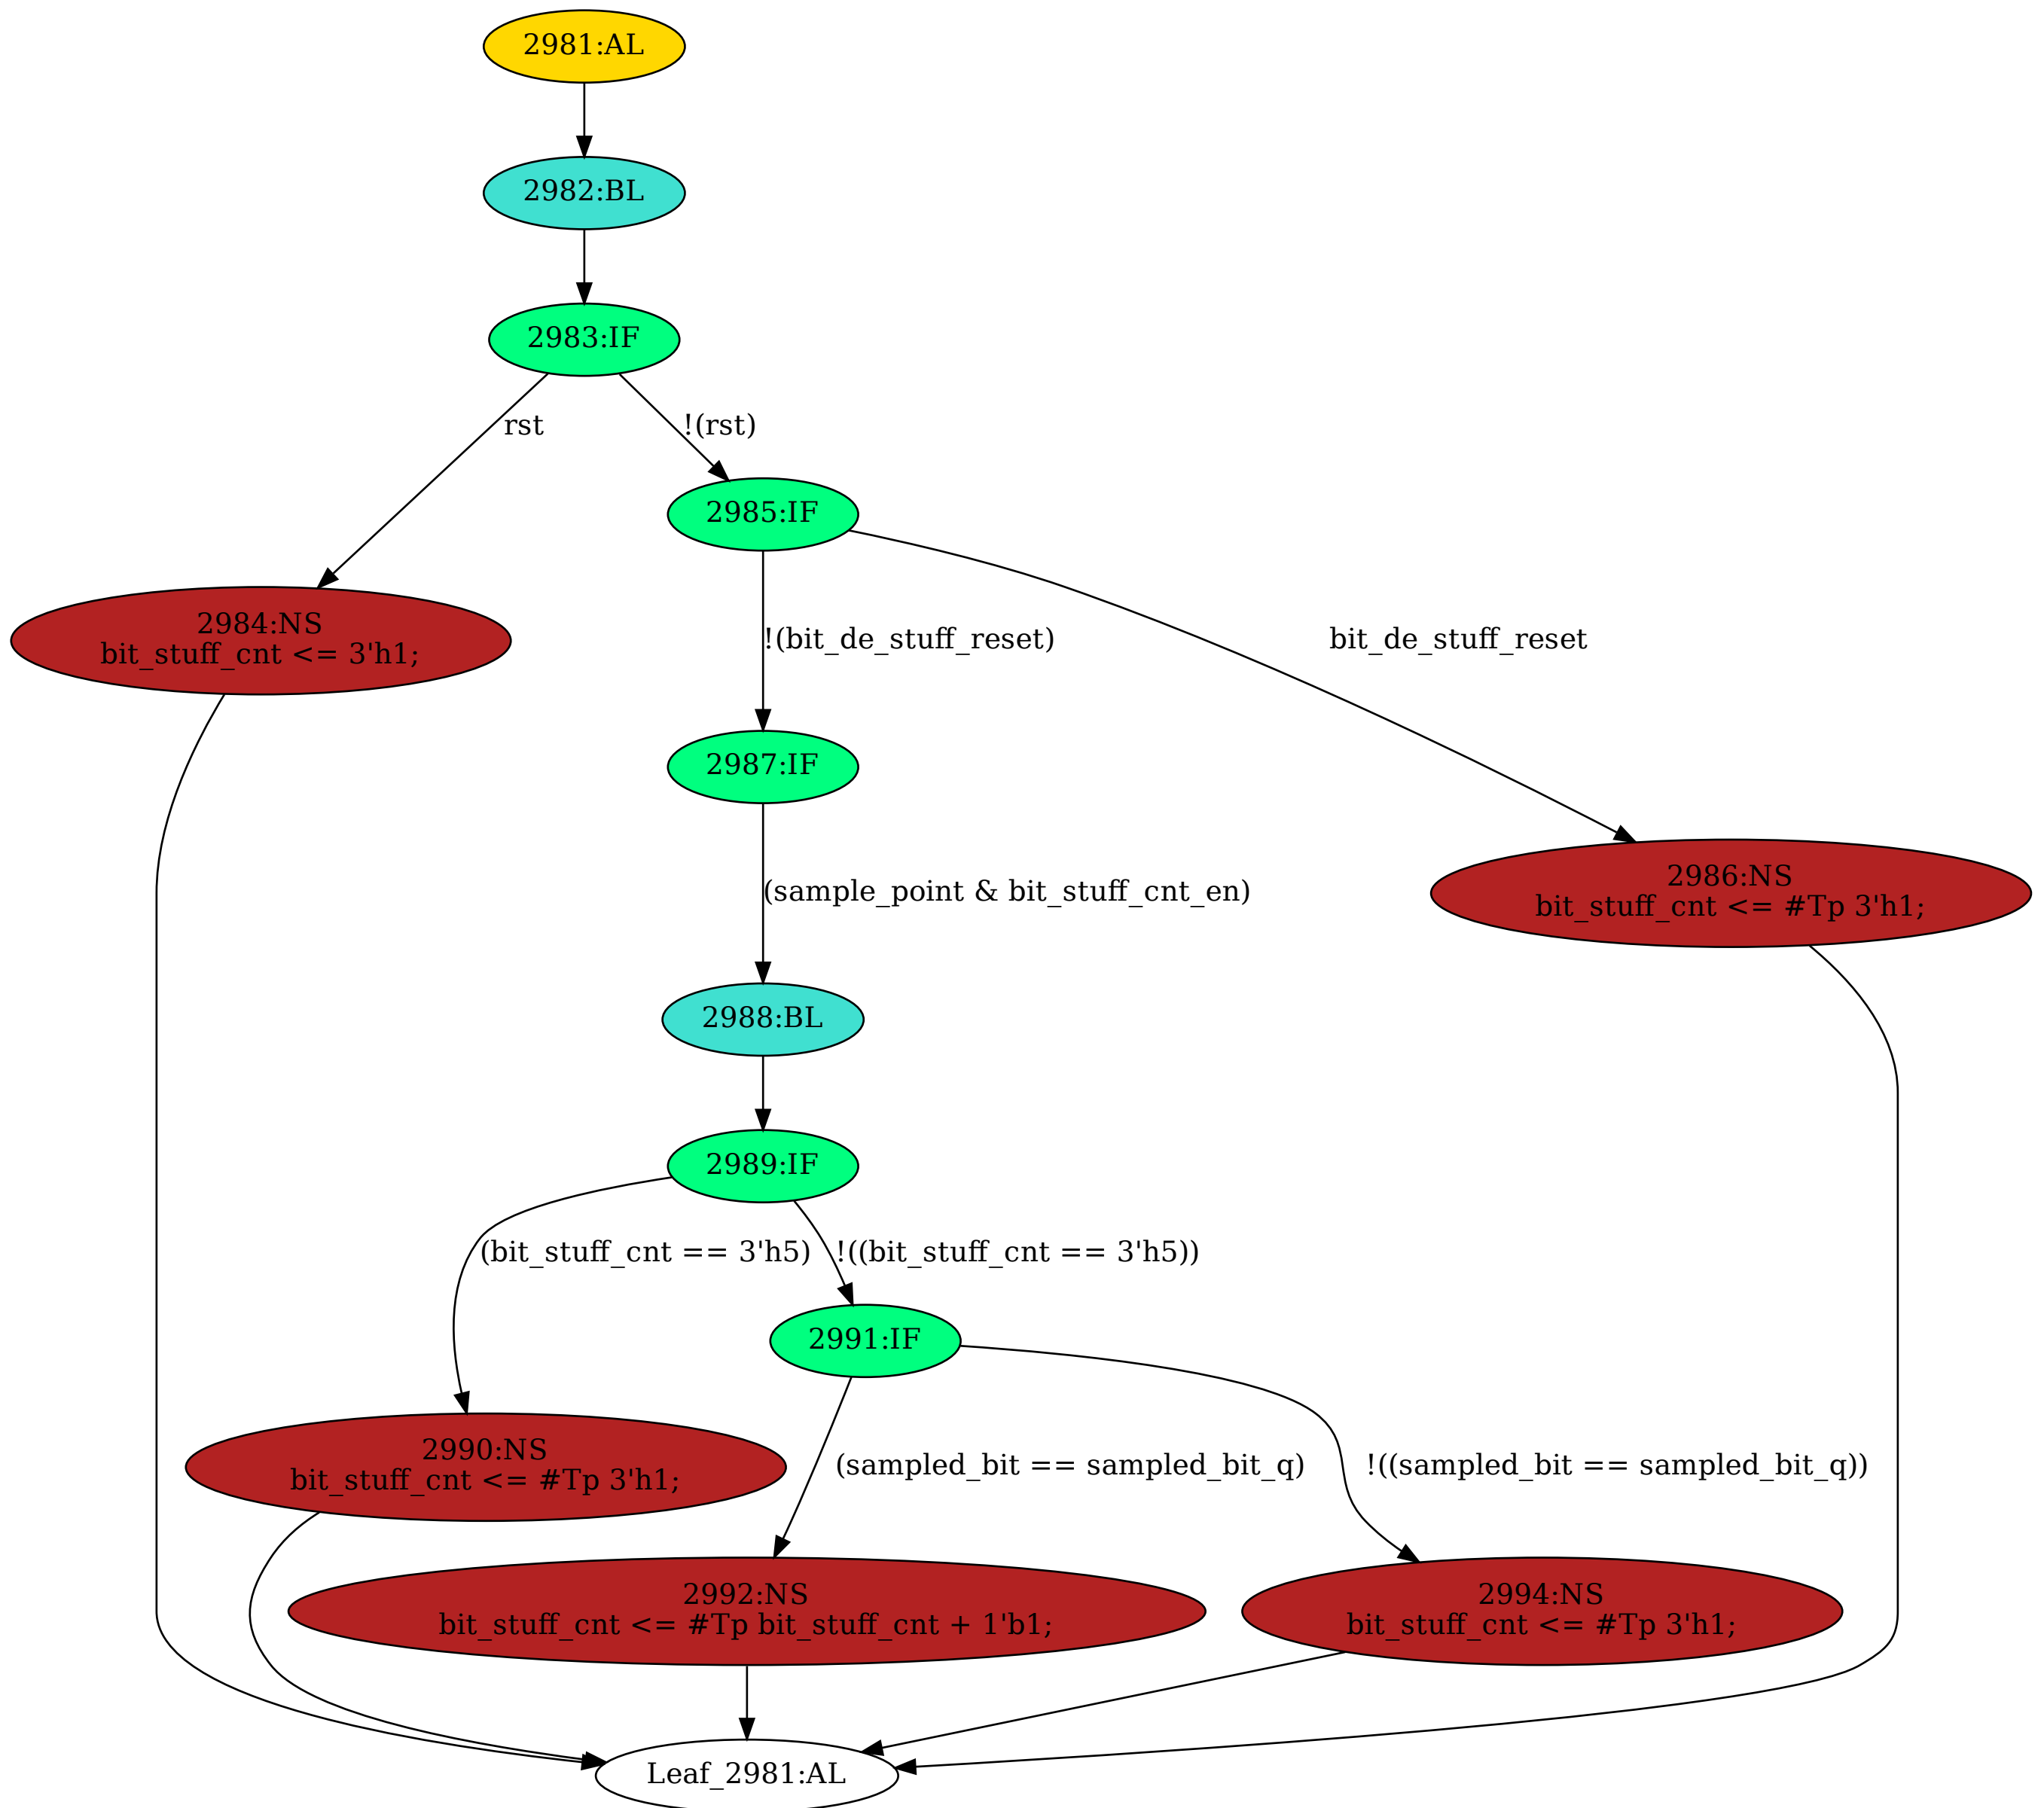 2981:AL
2982:BL
2983:IF
rst
!(rst)
2985:IF
2984:NS
bit_stuff_cnt <= 3'h1;
!(bit_de_stuff_reset)
bit_de_stuff_reset
2987:IF
(sample_point & bit_stuff_cnt_en)
2986:NS
bit_stuff_cnt <= #Tp 3'h1;
2988:BL
2989:IF
(bit_stuff_cnt == 3'h5)
!((bit_stuff_cnt == 3'h5))
2991:IF
2990:NS
bit_stuff_cnt <= #Tp 3'h1;
(sampled_bit == sampled_bit_q)
!((sampled_bit == sampled_bit_q))
2992:NS
bit_stuff_cnt <= #Tp bit_stuff_cnt + 1'b1;
2994:NS
bit_stuff_cnt <= #Tp 3'h1;
Leaf_2981:AL